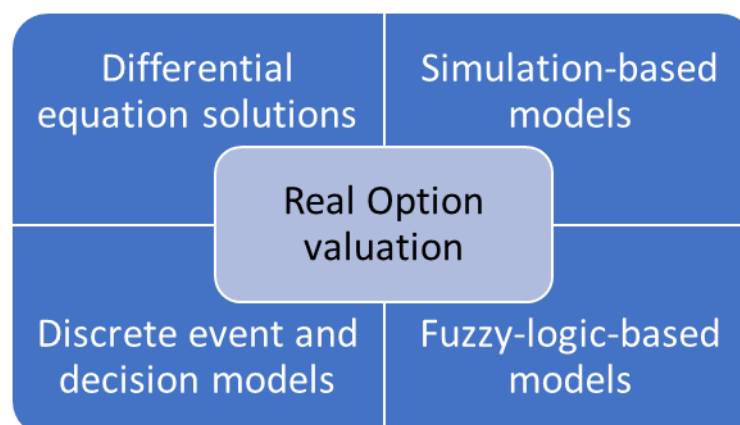 Differential
equation solutions
Simulation-based
models
Real Option
valuation
Discrete event and
decision models
Fuzzy-logic-based
models